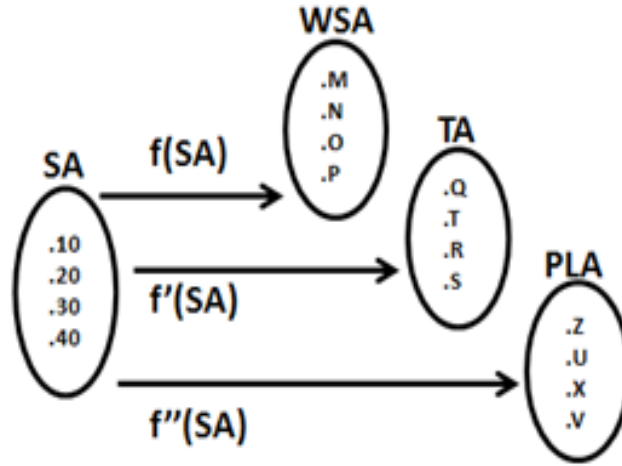 WSA
.M
.N
.O
.P
TA
.Q
.T
.R
.S
PLA
.Z
.U
.X
.V
SA
.10
.20
.30
.40
f(SA)
f'(SA)
f''(SA)